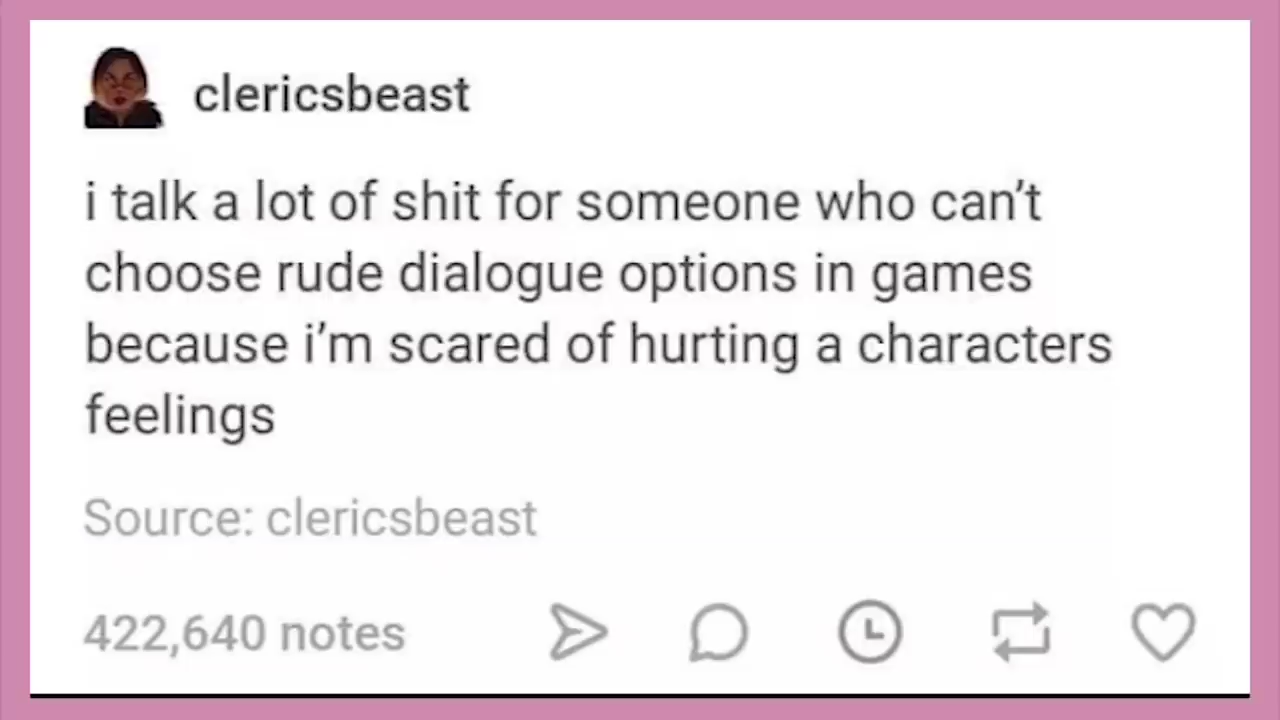 clericsbeast
i talk a lot of shit for someone who can't
choose rude dialogue options in games
because i'm scared of hurting a characters
feelings
Source: clericsbeast
422,640 notes